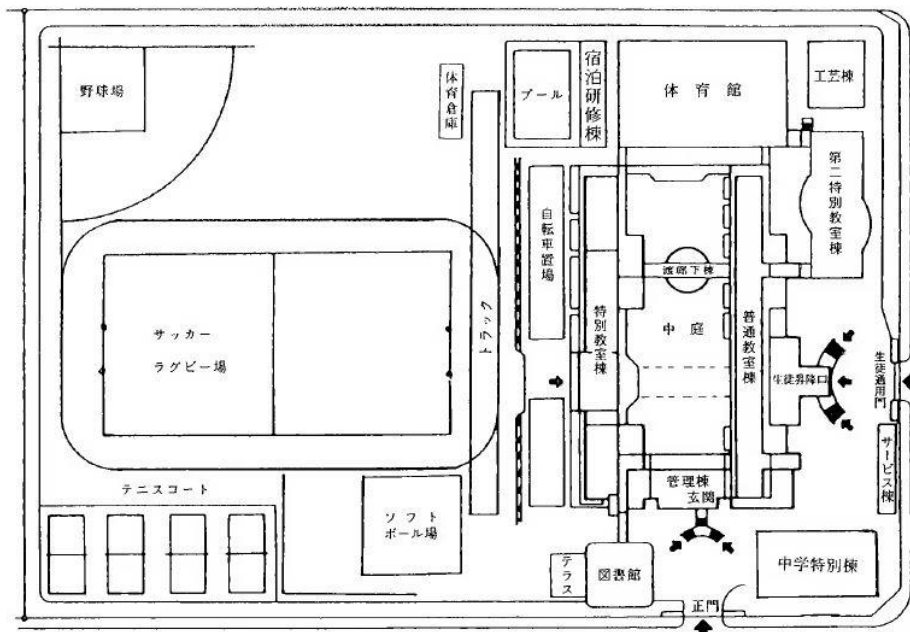 野球場
体育倉庫
プール
宿泊研修棟
体育館
工芸棟
第二特別教室棟
自転車置場
渡廊下棟
トラック
サッカー
ラグビー場
特別教室棟
中庭
普通教室棟
生徒昇降口
生徒通用門
サービス棟
テニスコート
ソフト
ボール場
管理棟
玄関
テラス
図書館
中学特別棟
正門